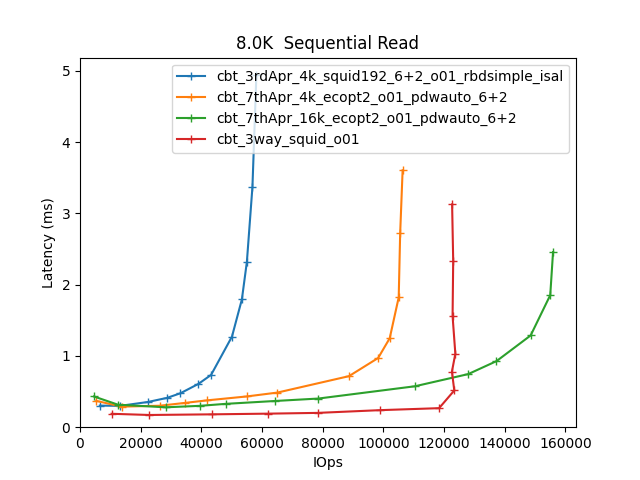 8.0K  Sequential Read
cbt_3rdApr_4k_squid192_6+2_o01_rbdsimple_isal
cbt_7thApr_4k_ecopt2_o01_pdwauto_6+2
cbt_7thApr_16k_ecopt2_o01_pdwauto_6+2
cbt_3way_squid_o01
Latency (ms)
5
4
3
2
1
0
0 20000 40000 60000 80000 100000 120000 140000 160000
IOps